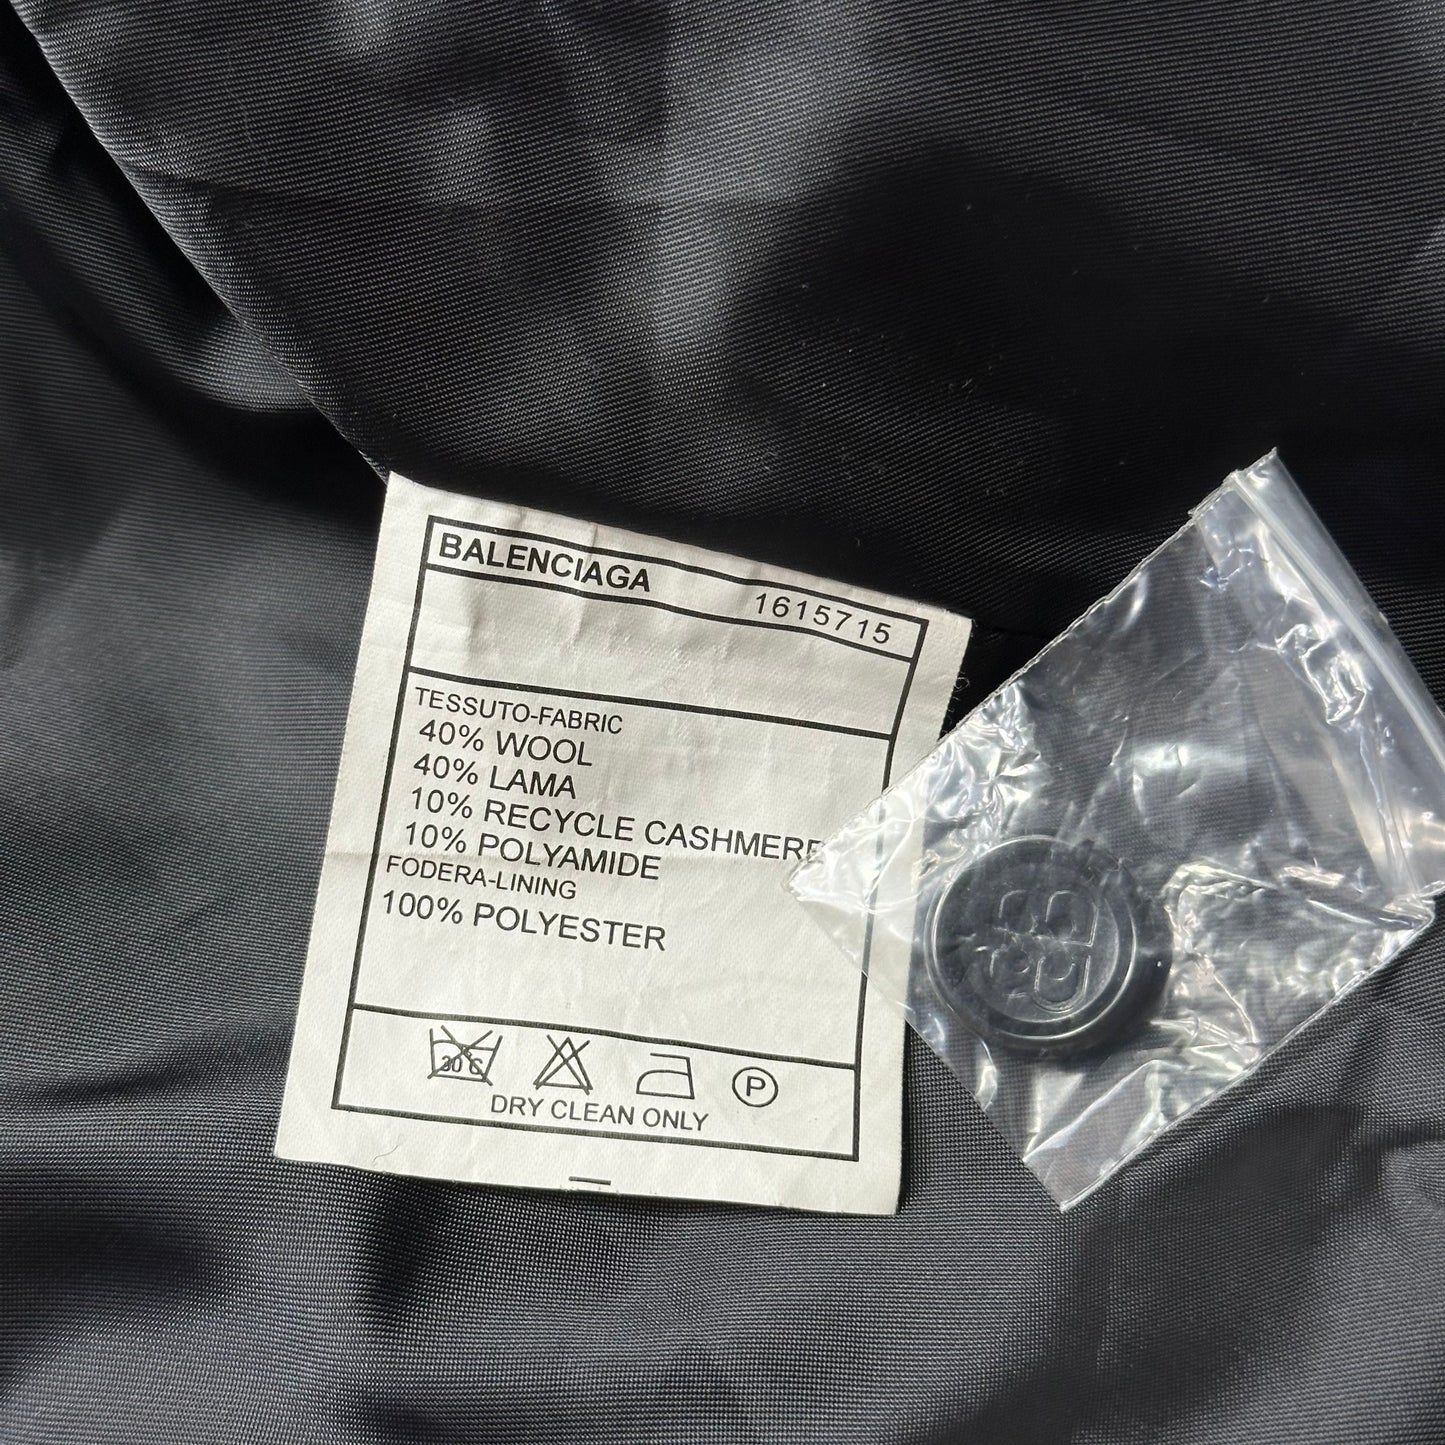 BALENCIAGA 1615715
TESSUTO-FABRIC
40% WOOL
40% LAMA
10% RECYCLE CASHMERE
10% POLYAMIDE
FODERA-LINING
100% POLYESTER
30 C P
DRY CLEAN ONLY
BB